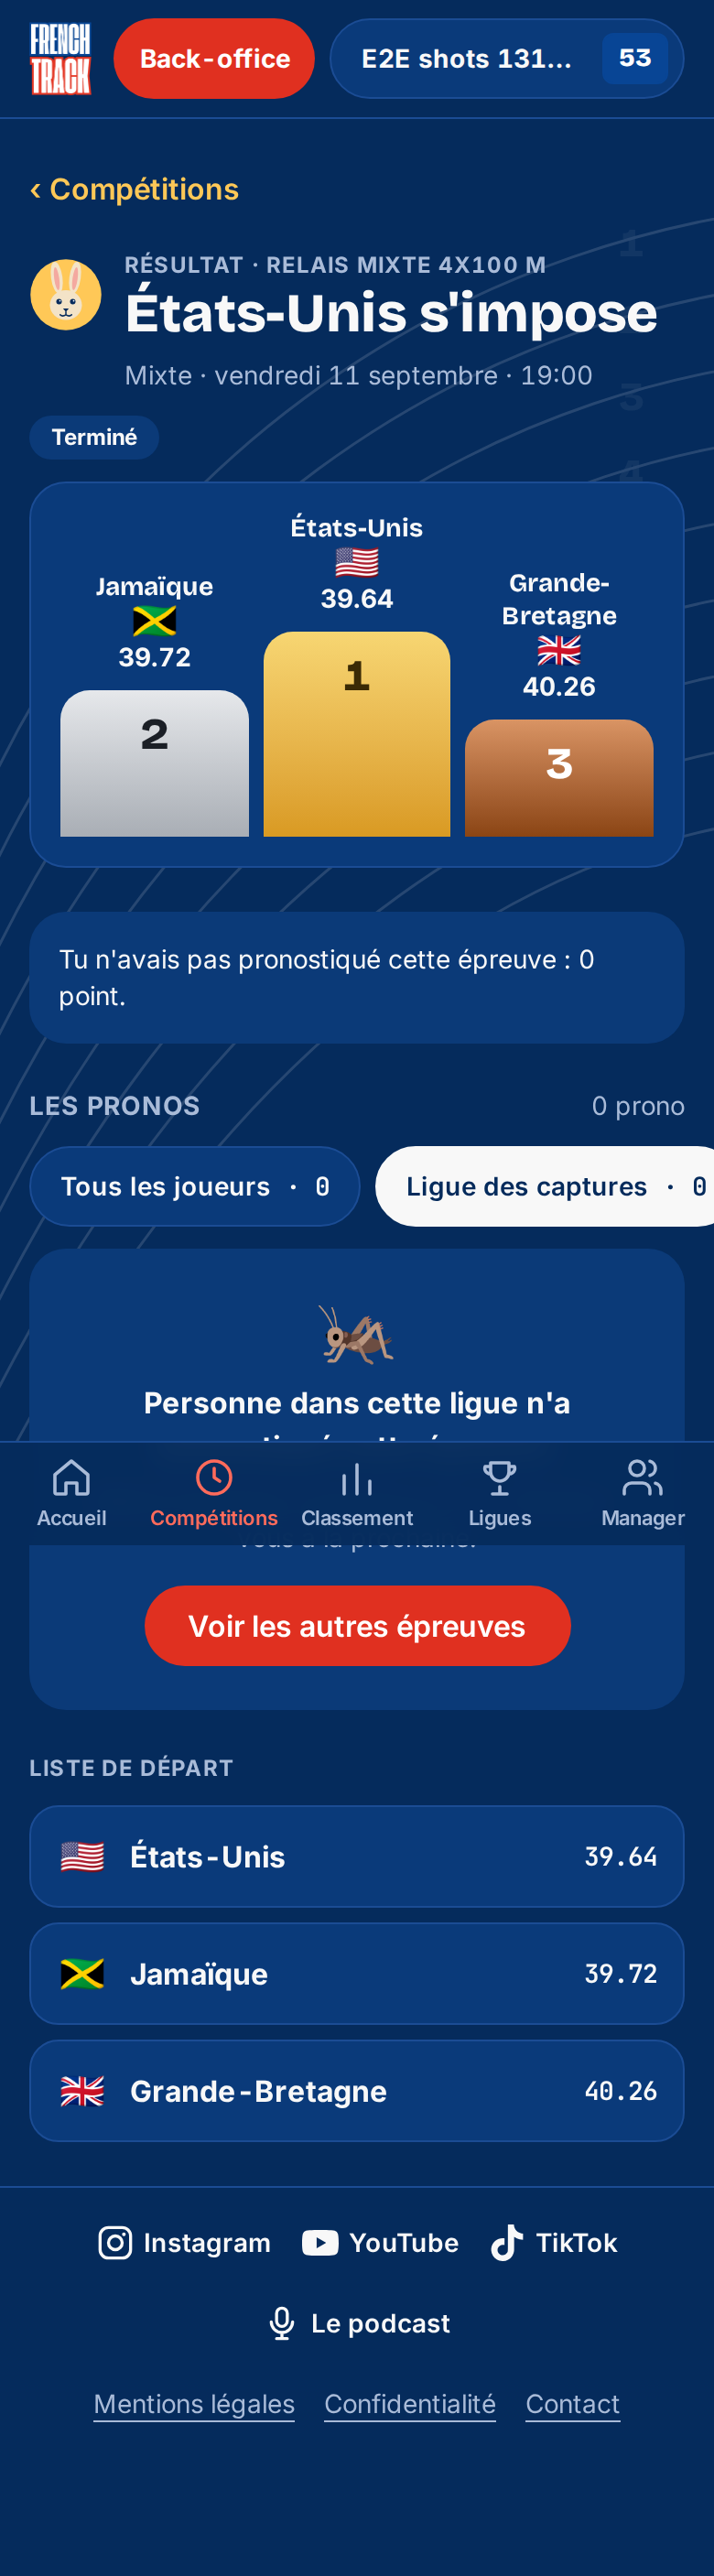 FRENCH
TRACK
Back-office
E2E shots 131... 53
‹ Compétitions
RÉSULTAT · RELAIS MIXTE 4X100 M
États-Unis s'impose
Mixte · vendredi 11 septembre · 19:00
1
3
4
Terminé
États-Unis
39.64
Jamaïque
39.72
Grande-
Bretagne
40.26
1
2
3
Tu n'avais pas pronostiqué cette épreuve : 0
point.
LES PRONOS
0 prono
Tous les joueurs · 0
Ligue des captures · 0
Personne dans cette ligue n'a
Accueil
Compétitions
Classement
Ligues
Manager
Voir les autres épreuves
LISTE DE DÉPART
États-Unis 39.64
Jamaïque 39.72
Grande-Bretagne 40.26
Instagram
YouTube
TikTok
Le podcast
Mentions légales
Confidentialité
Contact